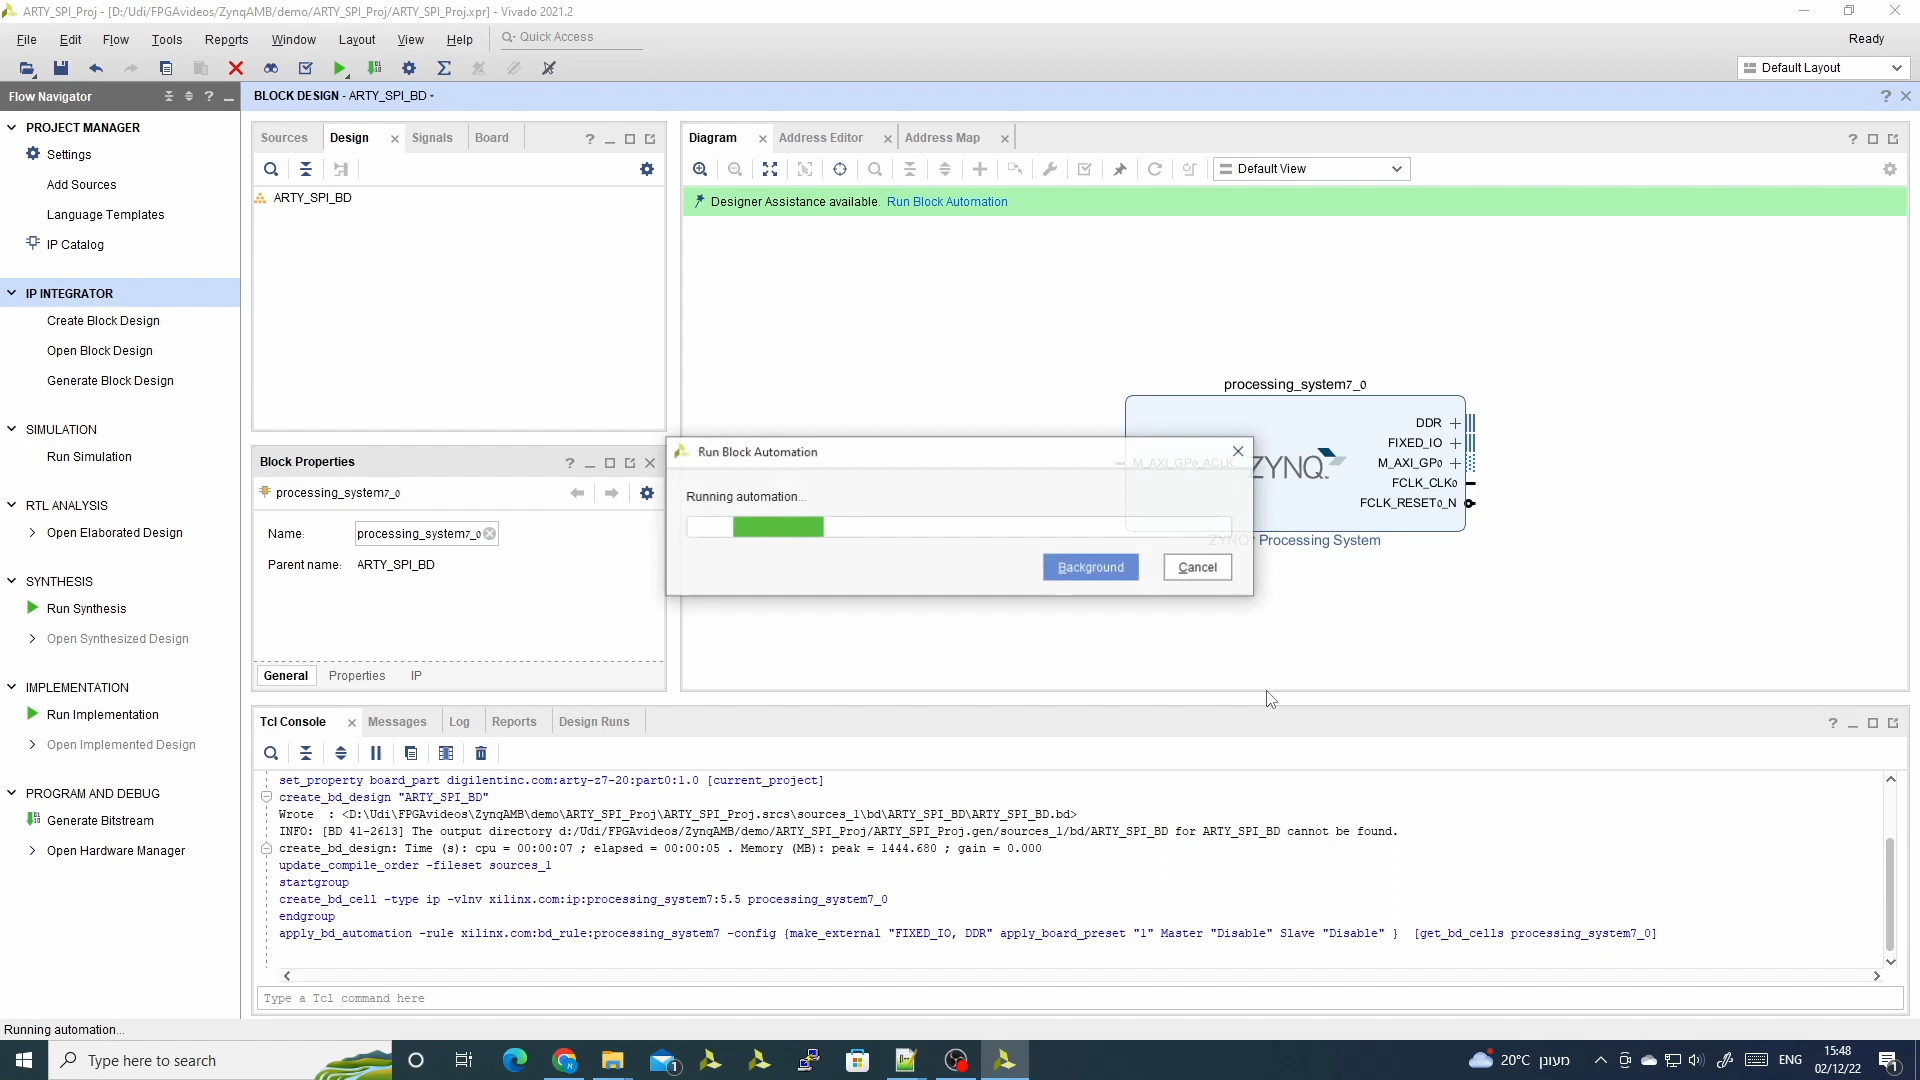 ARTY_SPI_Proj - [D:/Udi/FPGAvideos/ZynqAMB/demo/ARTY_SPI_Proj/ARTY_SPI_Proj.xpr] - Vivado 2021.2
File Edit Flow Tools Reports Window Layout View Help Quick Access Ready
Default Layout
Flow Navigator
PROJECT MANAGER
Settings
Add Sources
Language Templates
IP Catalog
IP INTEGRATOR
Create Block Design
Open Block Design
Generate Block Design
SIMULATION
Run Simulation
RTL ANALYSIS
Open Elaborated Design
SYNTHESIS
Run Synthesis
Open Synthesized Design
IMPLEMENTATION
Run Implementation
Open Implemented Design
PROGRAM AND DEBUG
Generate Bitstream
Open Hardware Manager
BLOCK DESIGN - ARTY_SPI_BD *
Sources Design Signals Board
ARTY_SPI_BD
Block Properties
processing_system7_0
Name: processing_system7_0
Parent name: ARTY_SPI_BD
General Properties IP
Diagram Address Editor Address Map
Default View
Designer Assistance available. Run Block Automation
processing_system7_0
DDR
FIXED_IO
M_AXI_GP0_ACLK M_AXI_GP0
ZYNQ
FCLK_CLK0
FCLK_RESET0_N
ZYNQ7 Processing System
Run Block Automation
Running automation...
Background Cancel
Tcl Console Messages Log Reports Design Runs
set_property board_part digilentinc.com:arty-z7-20:part0:1.0 [current_project]
create_bd_design "ARTY_SPI_BD"
Wrote : <D:\Udi\FPGAvideos\ZynqAMB\demo\ARTY_SPI_Proj\ARTY_SPI_Proj.srcs\sources_1\bd\ARTY_SPI_BD\ARTY_SPI_BD.bd>
INFO: [BD 41-2613] The output directory d:/Udi/FPGAvideos/ZynqAMB/demo/ARTY_SPI_Proj/ARTY_SPI_Proj.gen/sources_1/bd/ARTY_SPI_BD for ARTY_SPI_BD cannot be found.
create_bd_design: Time (s): cpu = 00:00:07 ; elapsed = 00:00:05 . Memory (MB): peak = 1444.680 ; gain = 0.000
update_compile_order -fileset sources_1
startgroup
create_bd_cell -type ip -vlnv xilinx.com:ip:processing_system7:5.5 processing_system7_0
endgroup
apply_bd_automation -rule xilinx.com:bd_rule:processing_system7 -config {make_external "FIXED_IO, DDR" apply_board_preset "1" Master "Disable" Slave "Disable" } [get_bd_cells processing_system7_0]
Type a Tcl command here
Running automation...
Type here to search
20°C מעונן
ENG
15:48
02/12/22